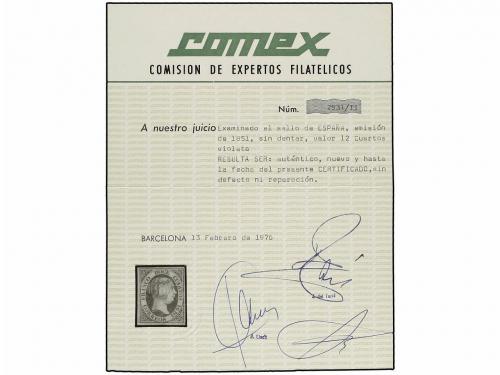 comex
COMISION DE EXPERTOS FILATELICOS
Núm. 2931/II
A nuestro juicio Examinado el sello de ESPAÑA, emisión
de 1851, sin dentar, valor 12 Cuartos
violeta
RESULTA SER: auténtico, nuevo y hasta
la fecha del presente CERTIFICADO,sin
defecto ni reparación.
BARCELONA 13 Febrero de 1976